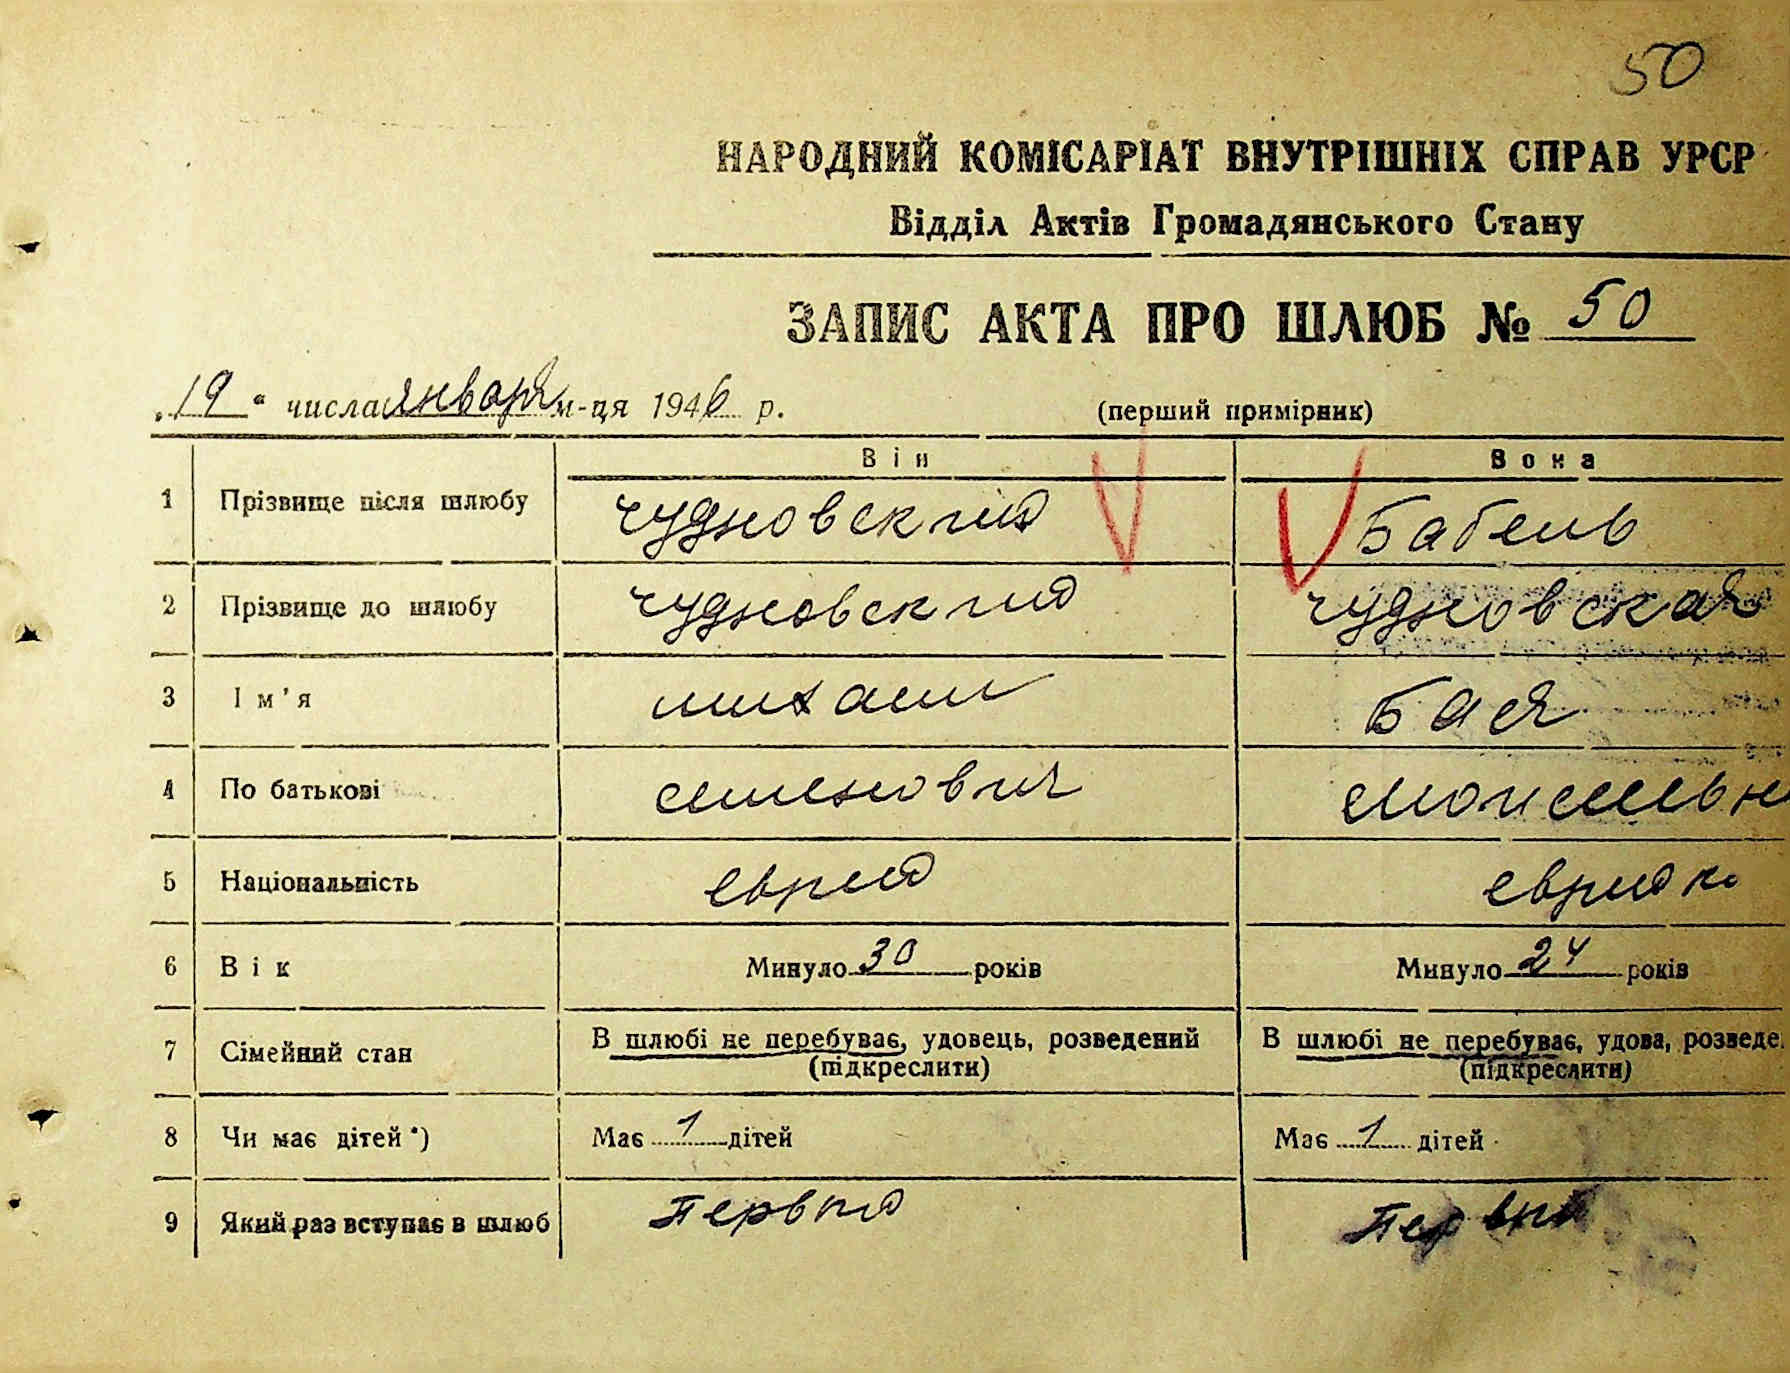 50
НАРОДНИЙ КОМІСАРІАТ ВНУТРІШНІХ СПРАВ УРСР
Відділ Актів Громадянського Стану
ЗАПИС АКТА ПРО ШЛЮБ № 50
„19“ числа января м-ця 1946 р. (перший примірник)
Він Вона
1 Прізвище після шлюбу Чудновский Бабель
2 Прізвище до шлюбу Чудновский Чудновская
3 Ім'я Михаил Бася
4 По батькові Семенович Моисеевн
5 Національність еврей еврейка
6 Вік Минуло 30 років Минуло 24 років
7 Сімейний стан В шлюбі не перебуває, удовець, розведений В шлюбі не перебуває, удова, розведе
(підкреслити) (підкреслити)
8 Чи має дітей *) Має 1 дітей Має 1 дітей
9 Який раз вступає в шлюб Первый Первый